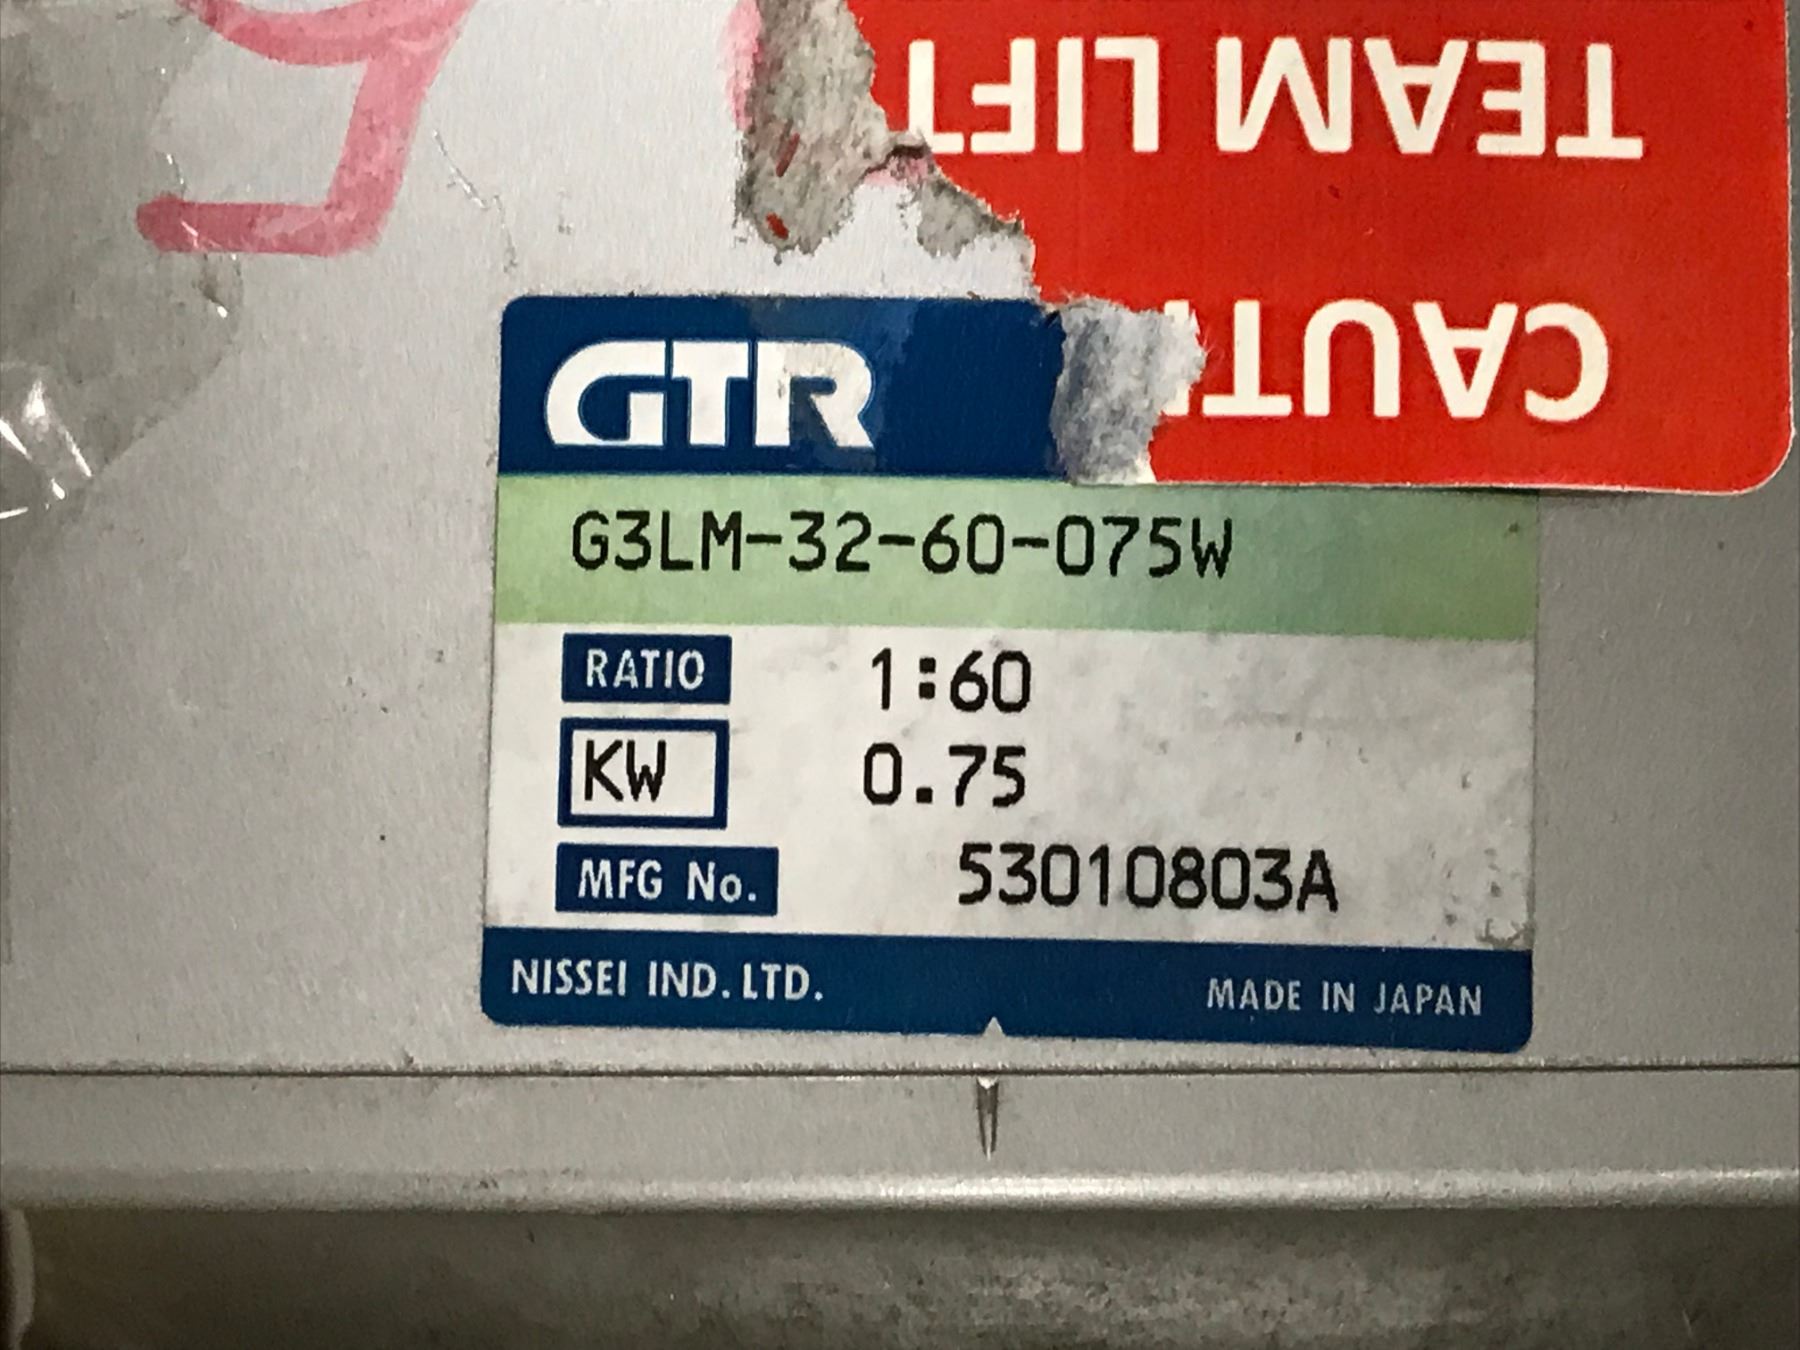 TEAM LIFT
CAUT
GTR
G3LM-32-60-075W
RATIO 1:60
KW 0.75
MFG No. 53010803A
NISSEI IND. LTD. MADE IN JAPAN